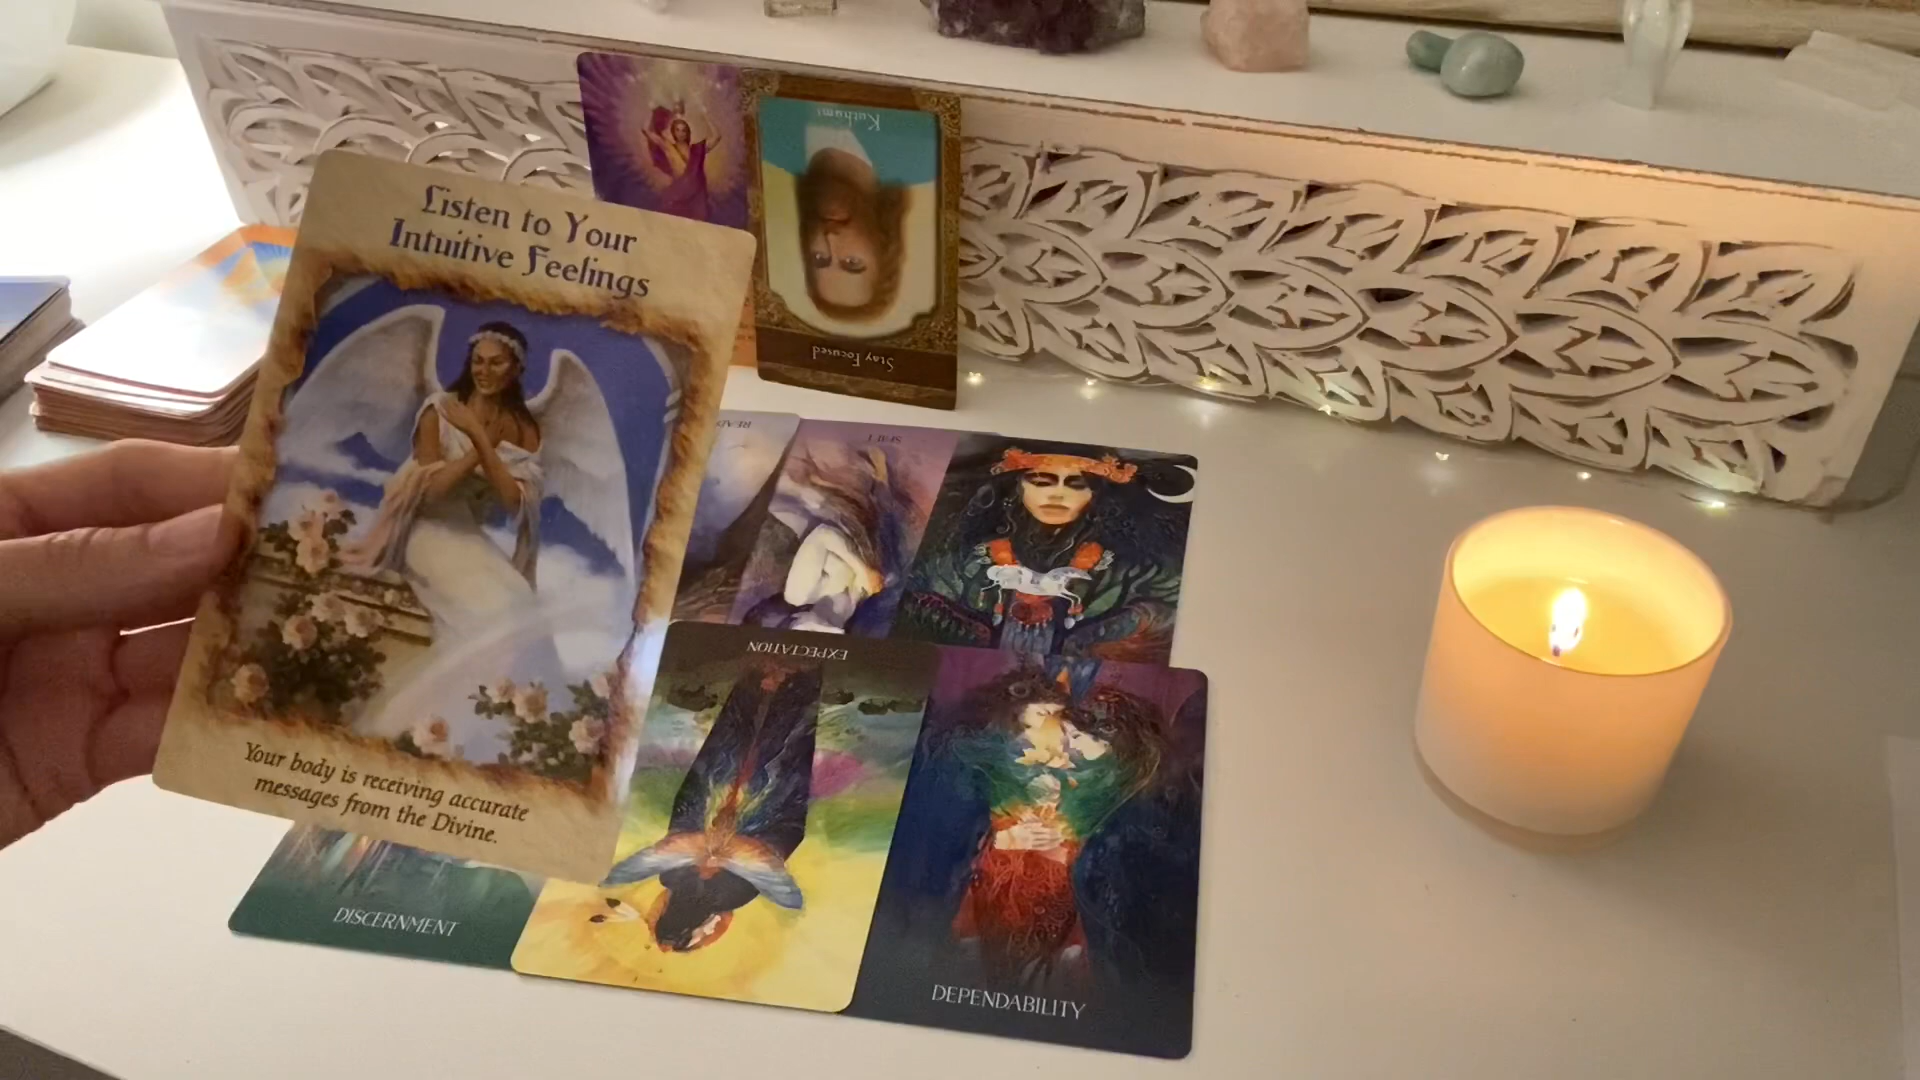 Listen to Your
Intuitive Feelings
Your body is receiving accurate
messages from the Divine.
Kuthumi
Stay Focused
EXPECTATION
DISCERNMENT
DEPENDABILITY